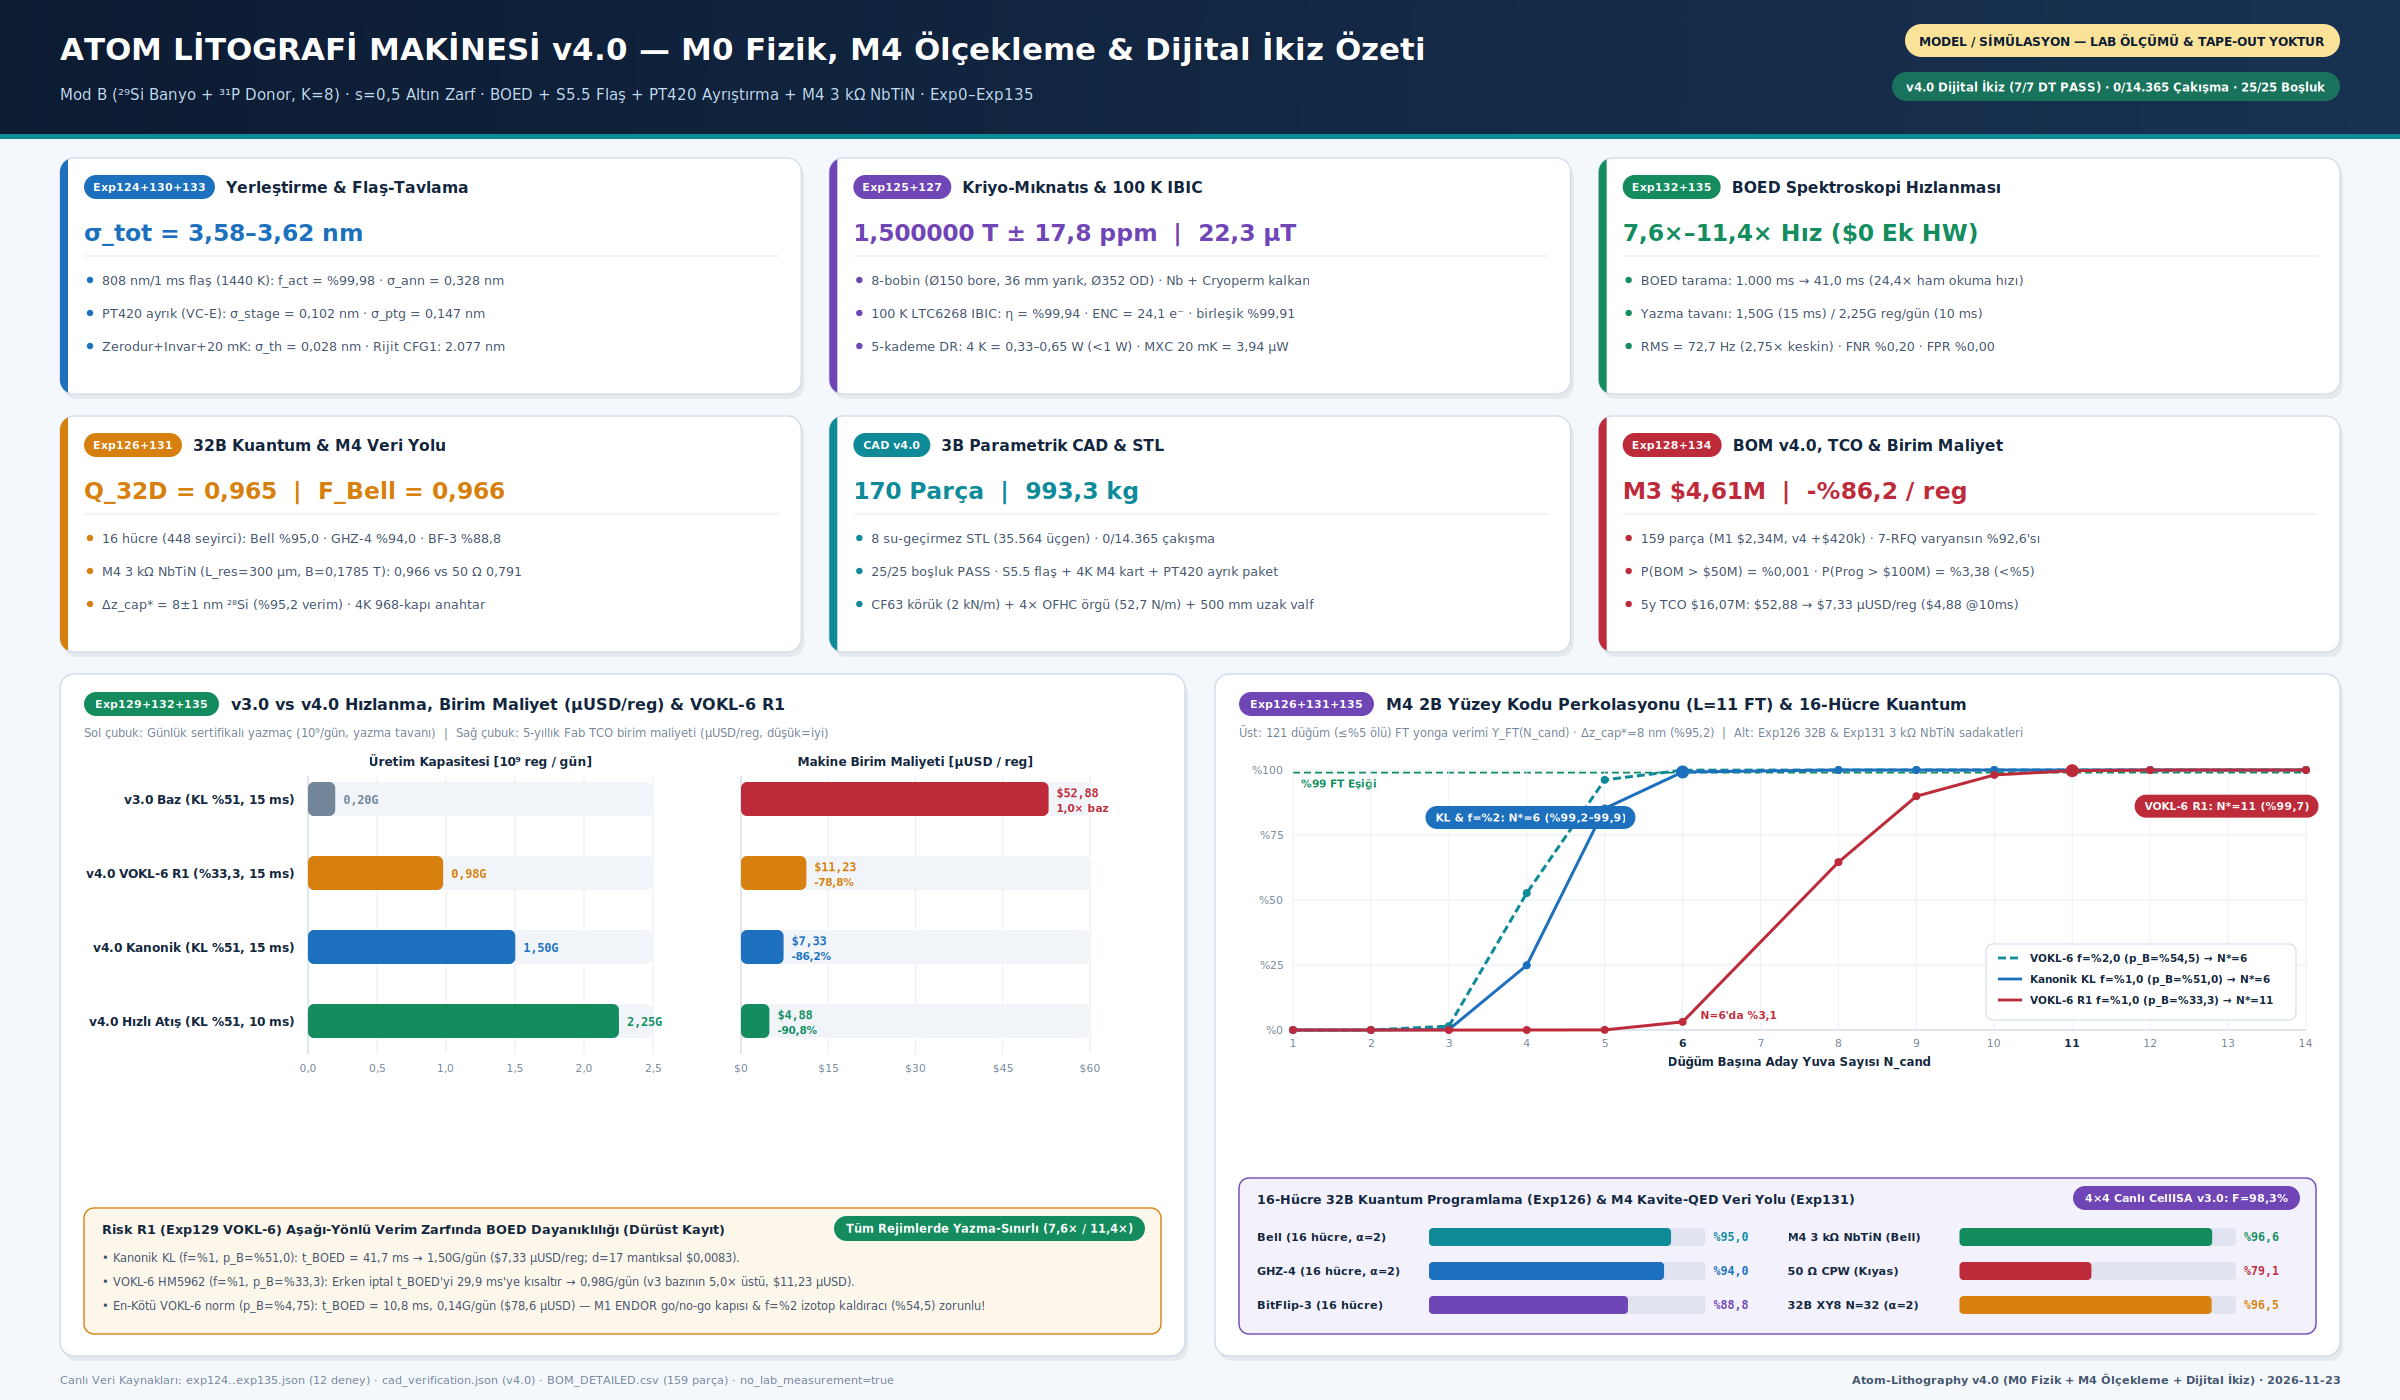 ATOM LİTOGRAFİ MAKİNESİ v4.0 — M0 Fizik, M4 Ölçekleme & Dijital İkiz Özeti
MODEL / SİMÜLASYON — LAB ÖLÇÜMÜ & TAPE-OUT YOKTUR
Mod B (²⁹Si Banyo + ³¹P Donor, K=8) · s=0,5 Altın Zarf · BOED + S5.5 Flaş + PT420 Ayrıştırma + M4 3 kΩ NbTiN · Exp0–Exp135
v4.0 Dijital İkiz (7/7 DT PASS) · 0/14.365 Çakışma · 25/25 Boşluk
Exp124+130+133 Yerleştirme & Flaş-Tavlama
σ_tot = 3,58–3,62 nm
808 nm/1 ms flaş (1440 K): f_act = %99,98 · σ_ann = 0,328 nm
PT420 ayrık (VC-E): σ_stage = 0,102 nm · σ_ptg = 0,147 nm
Zerodur+Invar+20 mK: σ_th = 0,028 nm · Rijit CFG1: 2.077 nm
Exp125+127 Kriyo-Mıknatıs & 100 K IBIC
1,500000 T ± 17,8 ppm | 22,3 µT
8-bobin (Ø150 bore, 36 mm yarık, Ø352 OD) · Nb + Cryoperm kalkan
100 K LTC6268 IBIC: η = %99,94 · ENC = 24,1 e⁻ · birleşik %99,91
5-kademe DR: 4 K = 0,33–0,65 W (<1 W) · MXC 20 mK = 3,94 µW
Exp132+135 BOED Spektroskopi Hızlanması
7,6×–11,4× Hız ($0 Ek HW)
BOED tarama: 1.000 ms → 41,0 ms (24,4× ham okuma hızı)
Yazma tavanı: 1,50G (15 ms) / 2,25G reg/gün (10 ms)
RMS = 72,7 Hz (2,75× keskin) · FNR %0,20 · FPR %0,00
Exp126+131 32B Kuantum & M4 Veri Yolu
Q_32D = 0,965 | F_Bell = 0,966
16 hücre (448 seyirci): Bell %95,0 · GHZ-4 %94,0 · BF-3 %88,8
M4 3 kΩ NbTiN (L_res=300 µm, B=0,1785 T): 0,966 vs 50 Ω 0,791
Δz_cap* = 8±1 nm ²⁸Si (%95,2 verim) · 4K 968-kapı anahtar
CAD v4.0 3B Parametrik CAD & STL
170 Parça | 993,3 kg
8 su-geçirmez STL (35.564 üçgen) · 0/14.365 çakışma
25/25 boşluk PASS · S5.5 flaş + 4K M4 kart + PT420 ayrık paket
CF63 körük (2 kN/m) + 4× OFHC örgü (52,7 N/m) + 500 mm uzak valf
Exp128+134 BOM v4.0, TCO & Birim Maliyet
M3 $4,61M | -%86,2 / reg
159 parça (M1 $2,34M, v4 +$420k) · 7-RFQ varyansın %92,6'sı
P(BOM > $50M) = %0,001 · P(Prog > $100M) = %3,38 (<%5)
5y TCO $16,07M: $52,88 → $7,33 µUSD/reg ($4,88 @10ms)
Exp129+132+135 v3.0 vs v4.0 Hızlanma, Birim Maliyet (µUSD/reg) & VOKL-6 R1
Sol çubuk: Günlük sertifikalı yazmaç (10⁹/gün, yazma tavanı) | Sağ çubuk: 5-yıllık Fab TCO birim maliyeti (µUSD/reg, düşük=iyi)
Üretim Kapasitesi [10⁹ reg / gün]
Makine Birim Maliyeti [µUSD / reg]
v3.0 Baz (KL %51, 15 ms) 0,20G $52,88
1,0× baz
v4.0 VOKL-6 R1 (%33,3, 15 ms) 0,98G $11,23
-78,8%
v4.0 Kanonik (KL %51, 15 ms) 1,50G $7,33
-86,2%
v4.0 Hızlı Atış (KL %51, 10 ms) 2,25G $4,88
-90,8%
0,0 0,5 1,0 1,5 2,0 2,5 $0 $15 $30 $45 $60
Risk R1 (Exp129 VOKL-6) Aşağı-Yönlü Verim Zarfında BOED Dayanıklılığı (Dürüst Kayıt)
Tüm Rejimlerde Yazma-Sınırlı (7,6× / 11,4×)
• Kanonik KL (f=%1, p_B=%51,0): t_BOED = 41,7 ms → 1,50G/gün ($7,33 µUSD/reg; d=17 mantıksal $0,0083).
• VOKL-6 HM5962 (f=%1, p_B=%33,3): Erken iptal t_BOED'yi 29,9 ms'ye kısaltır → 0,98G/gün (v3 bazının 5,0× üstü, $11,23 µUSD).
• En-Kötü VOKL-6 norm (p_B=%4,75): t_BOED = 10,8 ms, 0,14G/gün ($78,6 µUSD) — M1 ENDOR go/no-go kapısı & f=%2 izotop kaldıracı (%54,5) zorunlu!
Exp126+131+135 M4 2B Yüzey Kodu Perkolasyonu (L=11 FT) & 16-Hücre Kuantum
Üst: 121 düğüm (≤%5 ölü) FT yonga verimi Y_FT(N_cand) · Δz_cap*=8 nm (%95,2) | Alt: Exp126 32B & Exp131 3 kΩ NbTiN sadakatleri
%100
%99 FT Eşiği
VOKL-6 R1: N*=11 (%99,7)
KL & f=%2: N*=6 (%99,2–99,9)
%75
%50
%25
VOKL-6 f=%2,0 (p_B=%54,5) → N*=6
Kanonik KL f=%1,0 (p_B=%51,0) → N*=6
VOKL-6 R1 f=%1,0 (p_B=%33,3) → N*=11
N=6'da %3,1
%0
1 2 3 4 5 6 7 8 9 10 11 12 13 14
Düğüm Başına Aday Yuva Sayısı N_cand
16-Hücre 32B Kuantum Programlama (Exp126) & M4 Kavite-QED Veri Yolu (Exp131)
4×4 Canlı CellISA v3.0: F=98,3%
Bell (16 hücre, α=2) %95,0 M4 3 kΩ NbTiN (Bell) %96,6
GHZ-4 (16 hücre, α=2) %94,0 50 Ω CPW (Kıyas) %79,1
BitFlip-3 (16 hücre) %88,8 32B XY8 N=32 (α=2) %96,5
Canlı Veri Kaynakları: exp124..exp135.json (12 deney) · cad_verification.json (v4.0) · BOM_DETAILED.csv (159 parça) · no_lab_measurement=true
Atom-Lithography v4.0 (M0 Fizik + M4 Ölçekleme + Dijital İkiz) · 2026-11-23